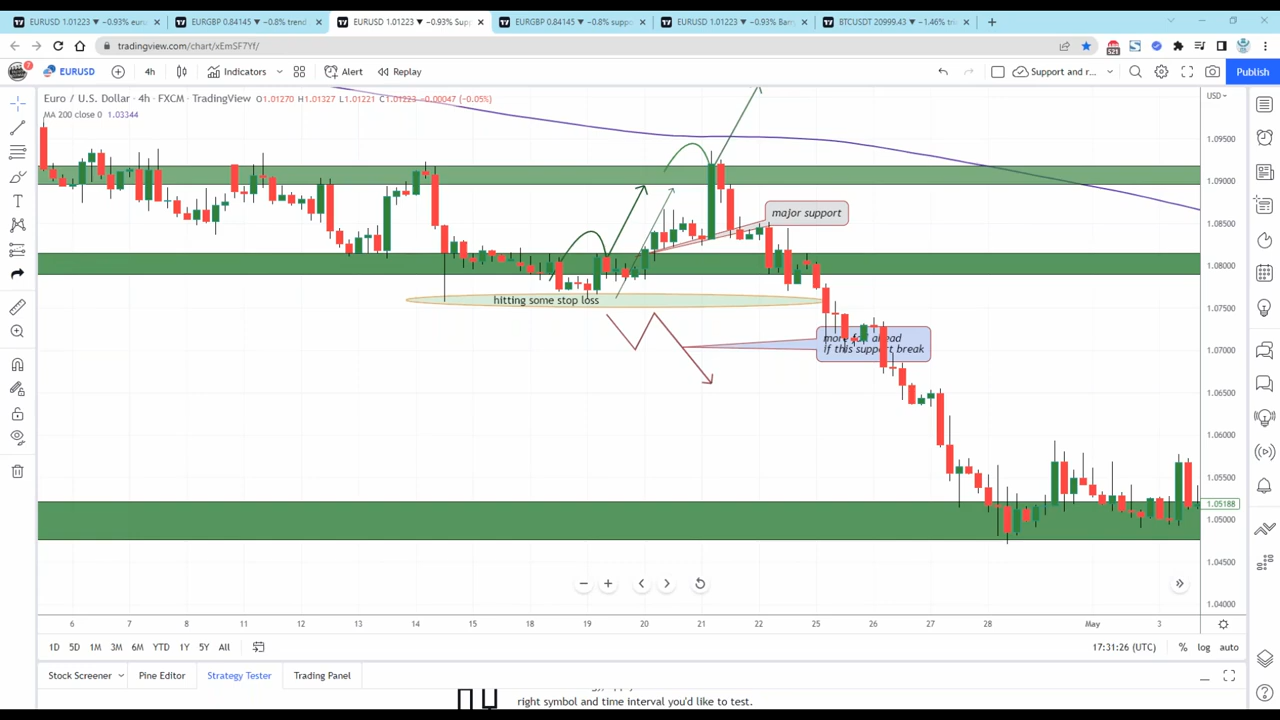 EURUSD 1.01223 ▼ −0.93% eur
EURGBP 0.84145 ▼ −0.8% trend
EURUSD 1.01223 ▼ −0.93% Sup
EURGBP 0.84145 ▼ −0.8% suppo
EURUSD 1.01223 ▼ −0.93% Bar
BTCUSDT 20999.43 ▼ −1.46% tri
tradingview.com/chart/xEmSF7Yf/
EURUSD
4h
Indicators
Alert
Replay
Support and r...
Publish
Euro / U.S. Dollar · 4h · FXCM · TradingView O1.01270 H1.01327 L1.01221 C1.01223 −0.00047 (−0.05%)
USD
MA 200 close 0 1.03344
1.09500
1.09000
major support
1.08500
1.08000
hitting some stop loss
1.07500
if this support break
1.07000
1.06500
1.06000
1.05500
1.05188
1.05000
1.04500
1.04000
6 7 8 11 12 13 14 15 18 19 20 21 22 25 26 27 28 May 3
1D 5D 1M 3M 6M YTD 1Y 5Y All
17:31:26 (UTC) % log auto
Stock Screener Pine Editor Strategy Tester Trading Panel
right symbol and time interval you'd like to test.